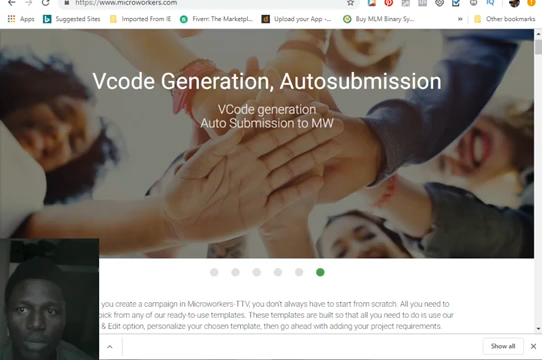 https://www.microworkers.com
Apps Suggested Sites Imported From IE Fiverr: The Marketpl... Upload your App - ... Buy MLM Binary Sy... » Other bookmarks
Vcode Generation, Autosubmission
VCode generation
Auto Submission to MW
you create a campaign in Microworkers-TTV, you don't always have to start from scratch. All you need to
pick from any of our ready-to-use templates. These templates are built so that all you need to do is use our
& Edit option, personalize your chosen template, then go ahead with adding your project requirements.
Show all